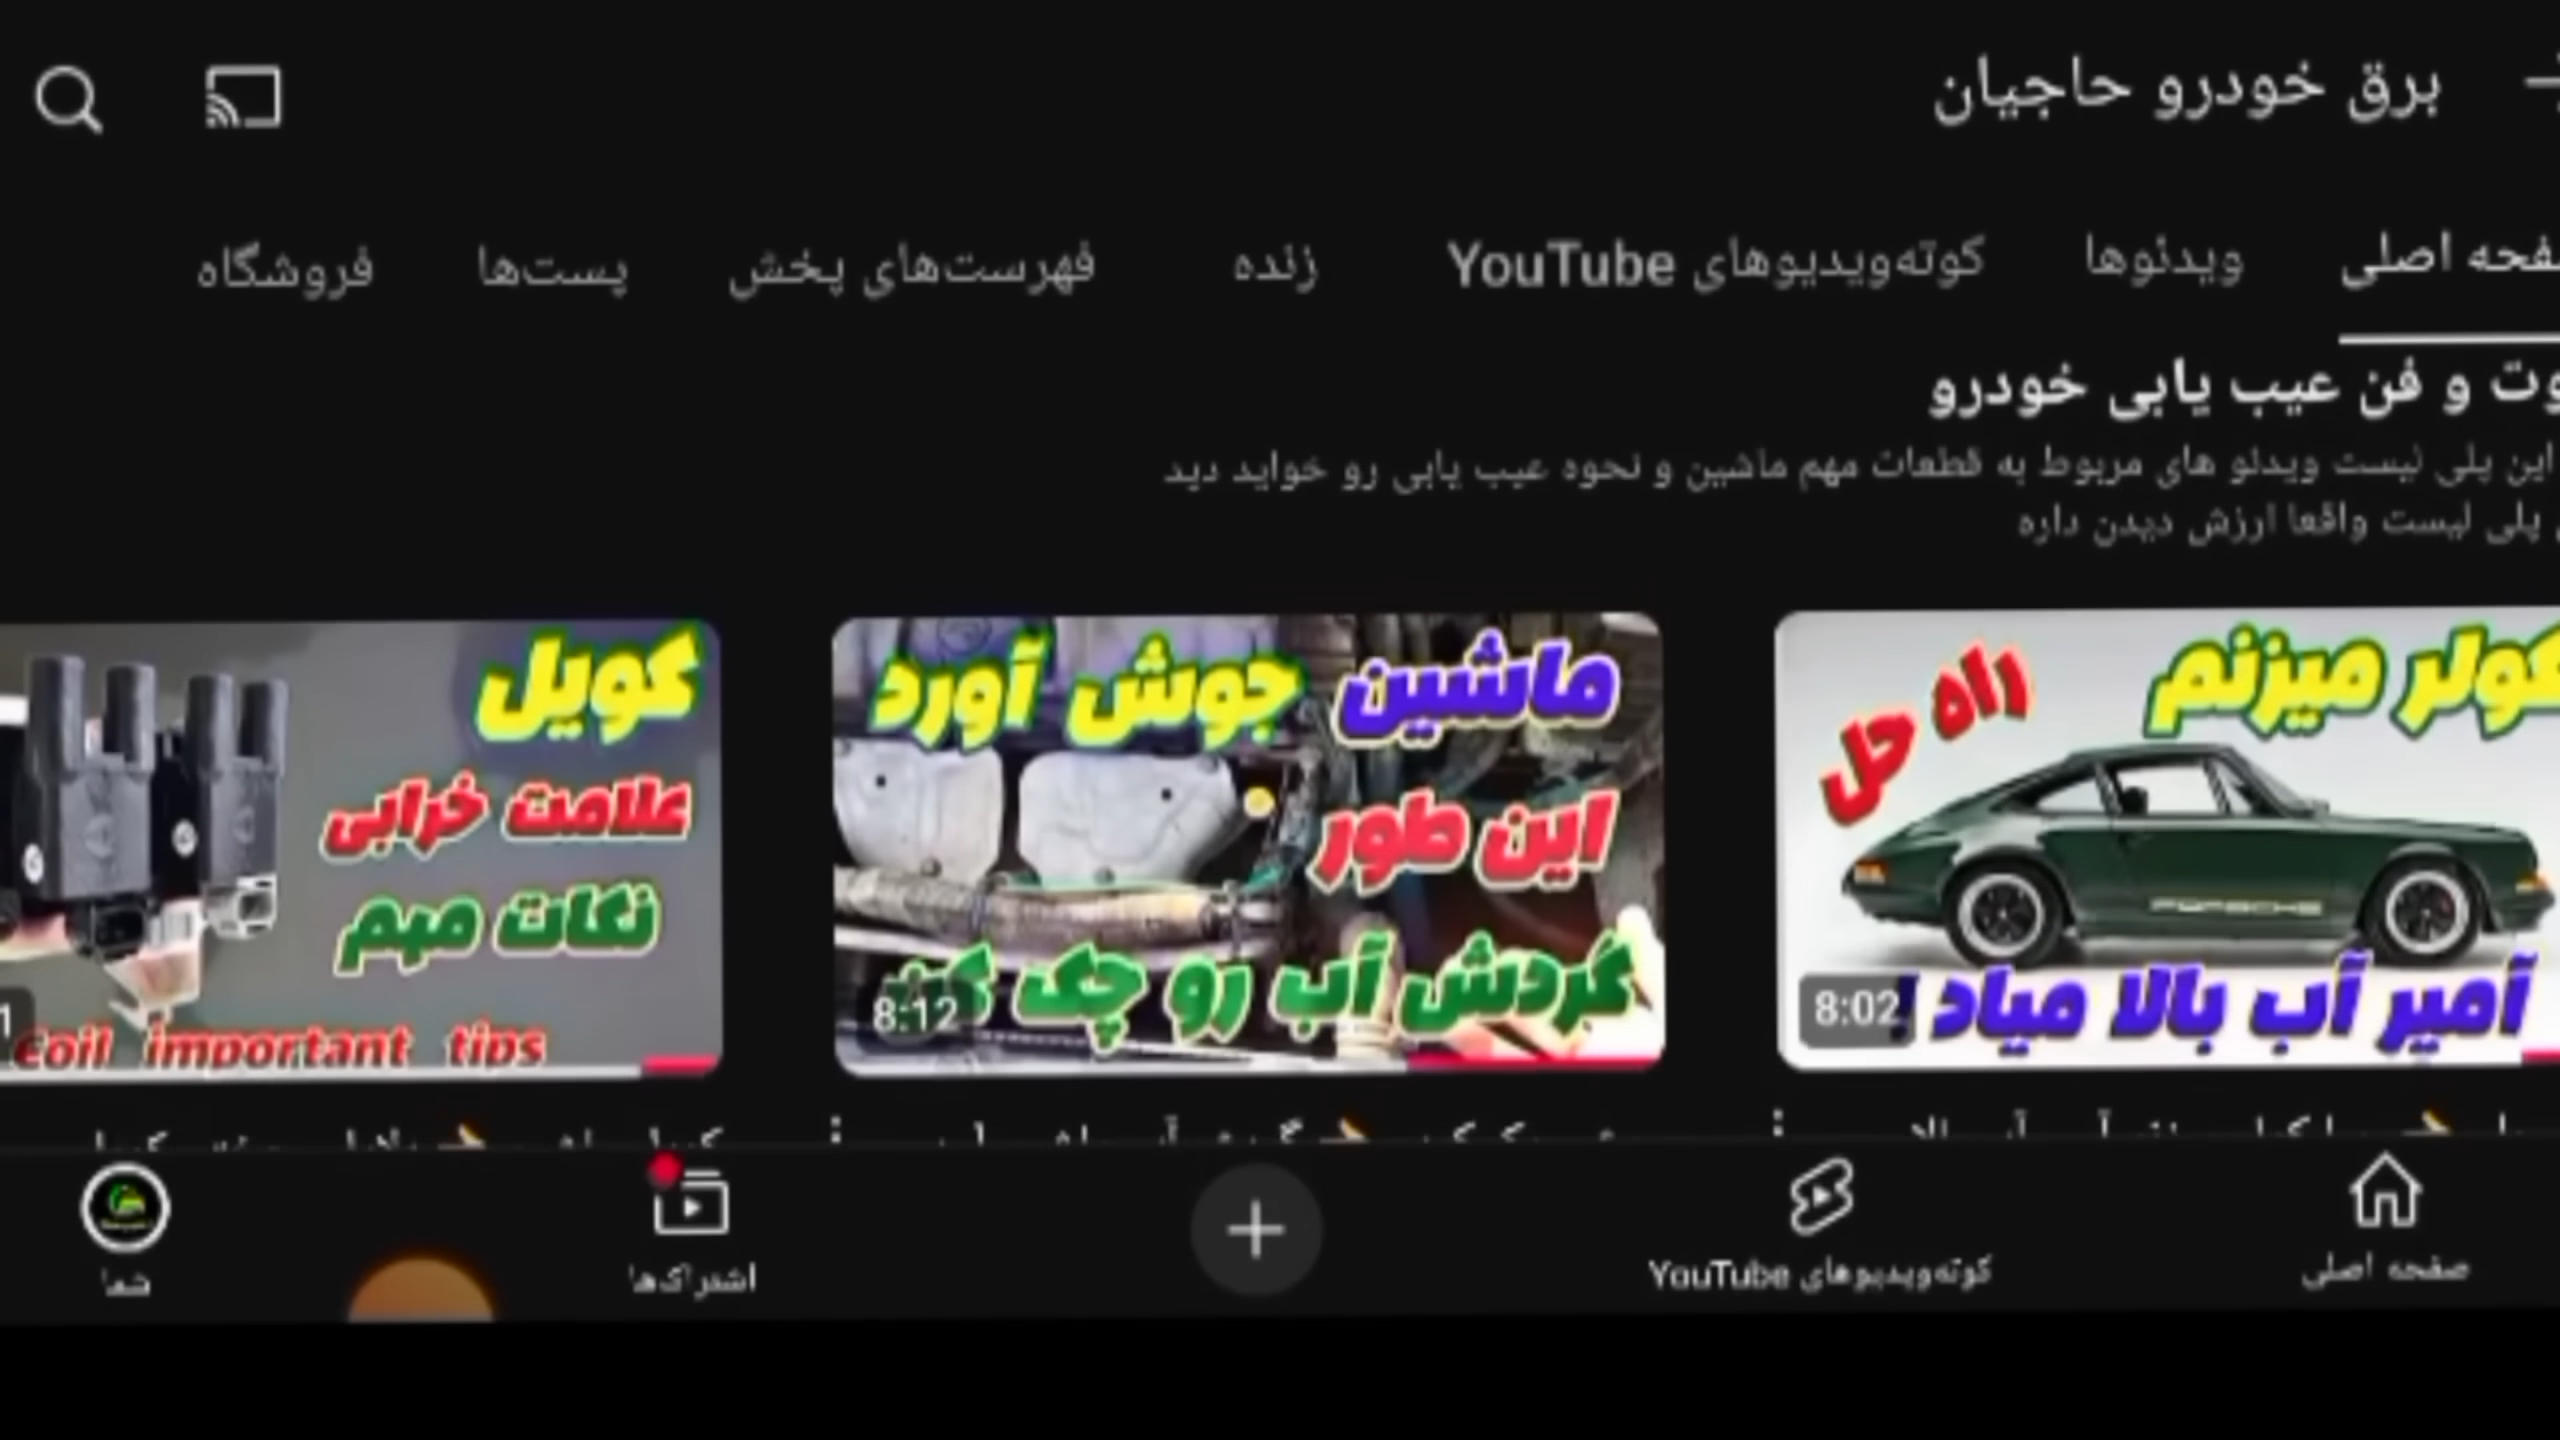 برق خودرو حاجیان
اصلی ویدئوها کوته‌ویدیوهای YouTube زنده فهرست‌های پخش پست‌ها فروشگاه
و فن عیب یابی خودرو
این پلی لیست ویدئو های مربوط به قطعات مهم ماشین و نحوه عیب یابی رو خواید دید
پلی لیست واقعا ارزش دیدن داره
کولر میزنم
راه حل
آمپر آب بالا میاد !
8:02
ماشین جوش آورد
این طور
گردش آب رو چک کن
8:12
کویل
علامت خرابی
نکات مهم
Coil important tips
صفحه اصلی
کوته‌ویدیوهای YouTube
اشتراک‌ها
شما